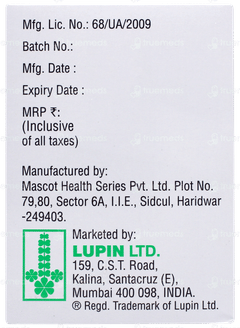 Mfg. Lic. No.: 68/UA/2009
Batch No.:
Mfg. Date :
Expiry Date :
MRP ₹:
(Inclusive
of all taxes)
Manufactured by:
Mascot Health Series Pvt. Ltd. Plot No.
79,80, Sector 6A, I.I.E., Sidcul, Haridwar
-249403.
Marketed by:
LUPIN LTD.
159, C.S.T. Road,
Kalina, Santacruz (E),
Mumbai 400 098, INDIA.
® Regd. Trademark of Lupin Ltd.